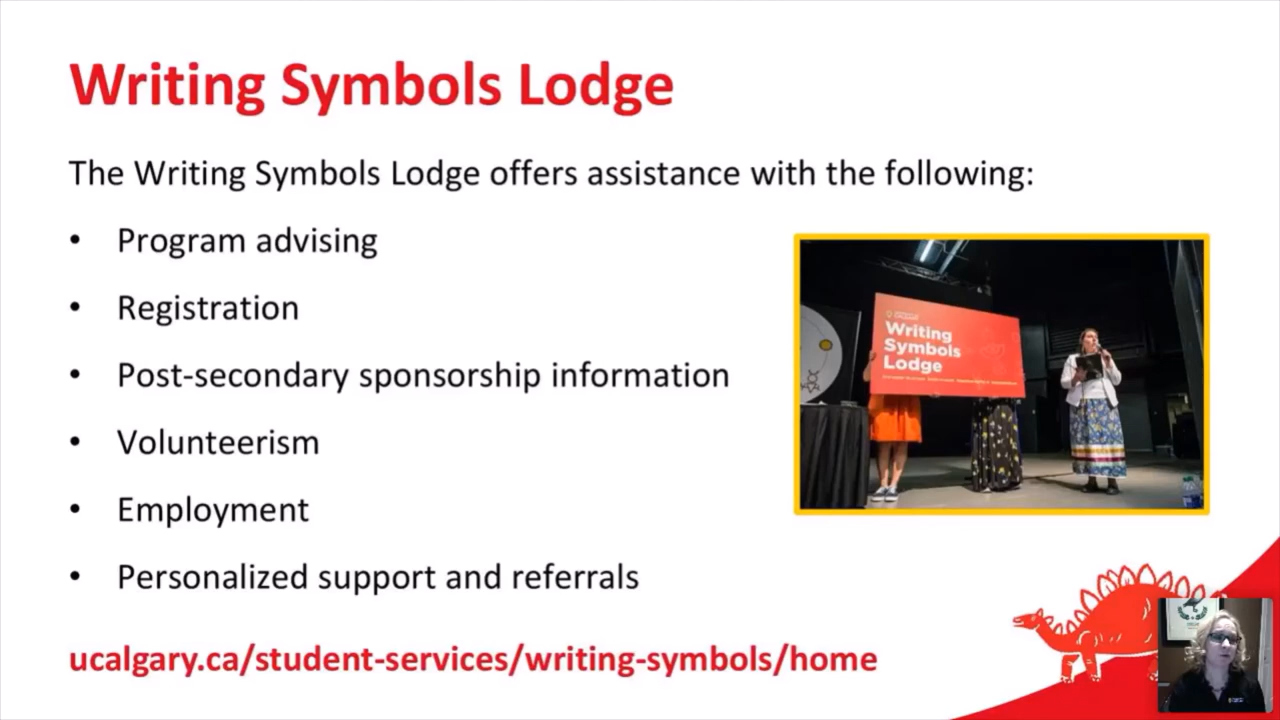 Writing Symbols Lodge
The Writing Symbols Lodge offers assistance with the following:
• Program advising
• Registration
• Post-secondary sponsorship information
• Volunteerism
• Employment
• Personalized support and referrals
Writing
Symbols
Lodge
ucalgary.ca/student-services/writing-symbols/home